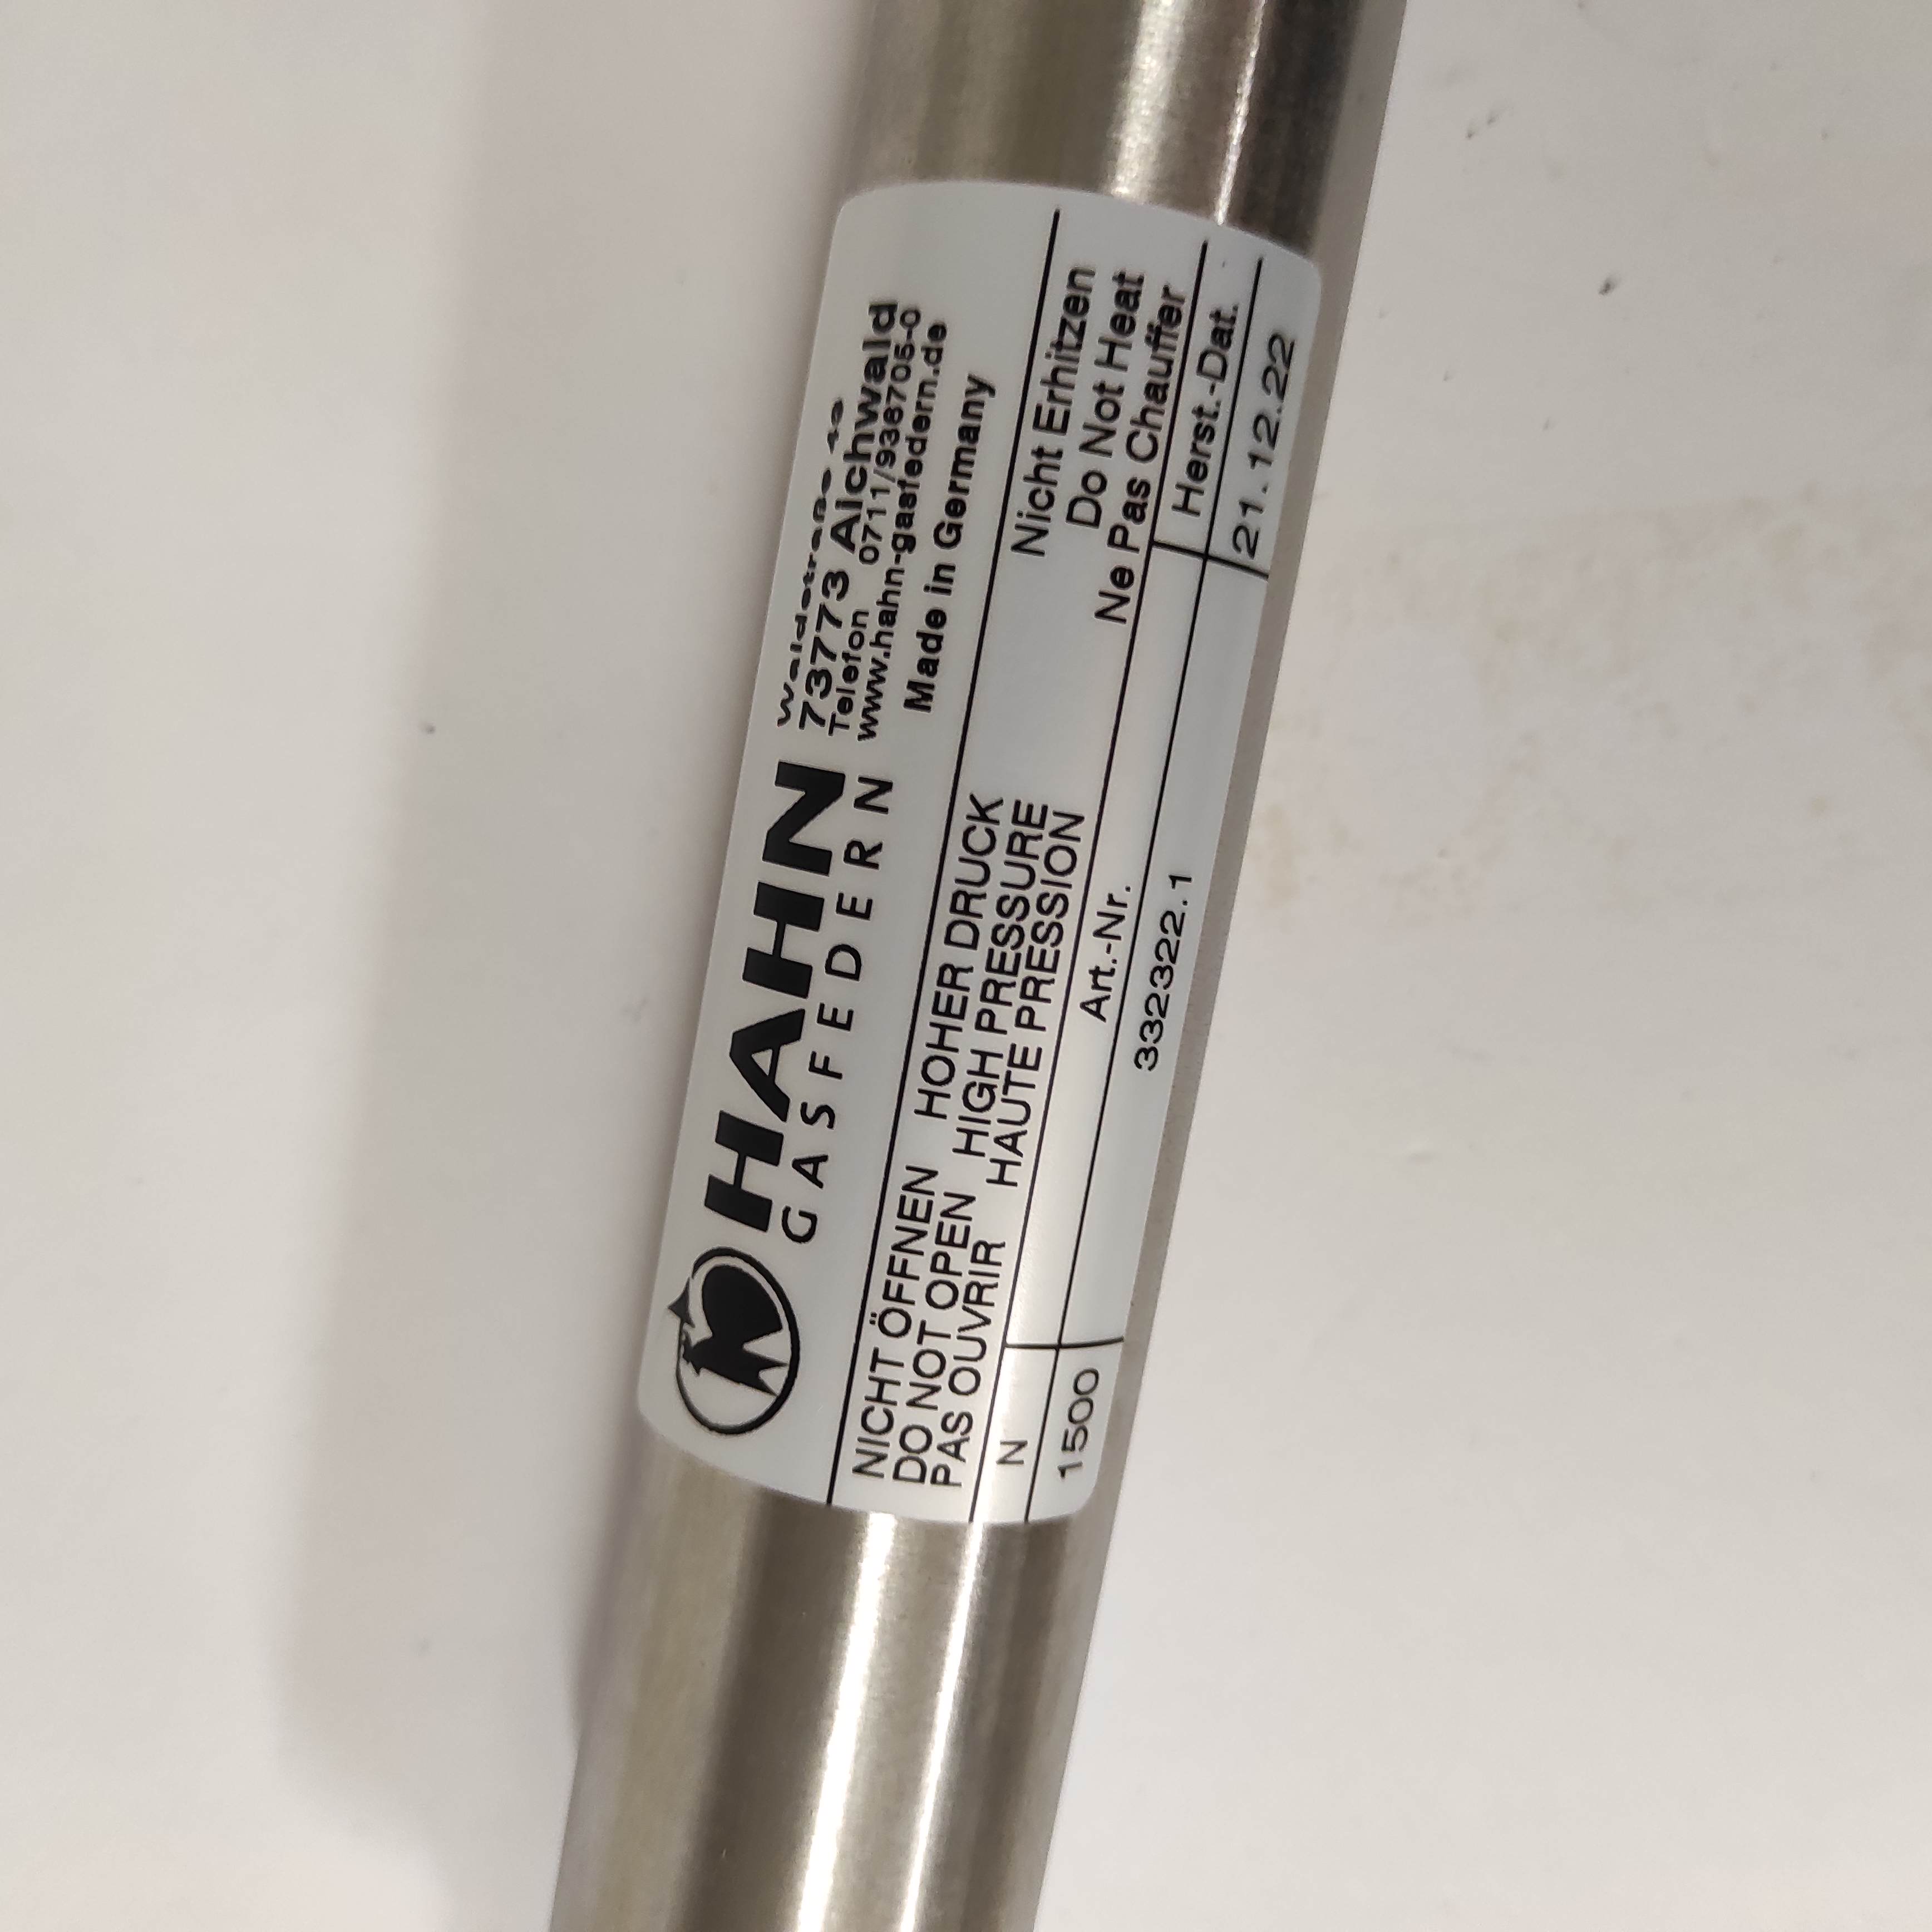 HAHN
GASFEDERN
Waldstrasse
73773 Aichwald
Telefon 0711/936705-0
www.hahn-gasfedern.de
Made in Germany
NICHT ÖFFNEN HOHER DRUCK Nicht Erhitzen
DO NOT OPEN HIGH PRESSURE Do Not Heat
PAS OUVRIR HAUTE PRESSION Ne Pas Chauffer
N Art.-Nr. Herst.-Dat.
1500 332322.1 21.12.22